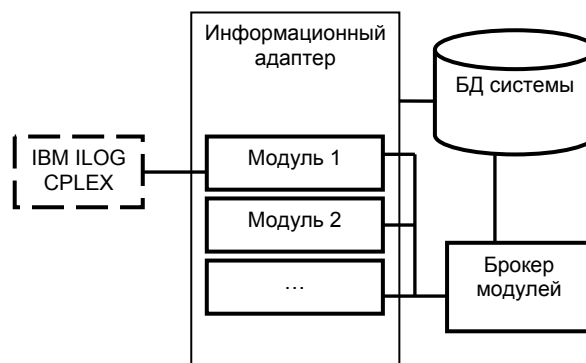 Информационный
адаптер
БД системы
IBM ILOG
CPLEX
Модуль 1
Модуль 2
...
Брокер
модулей